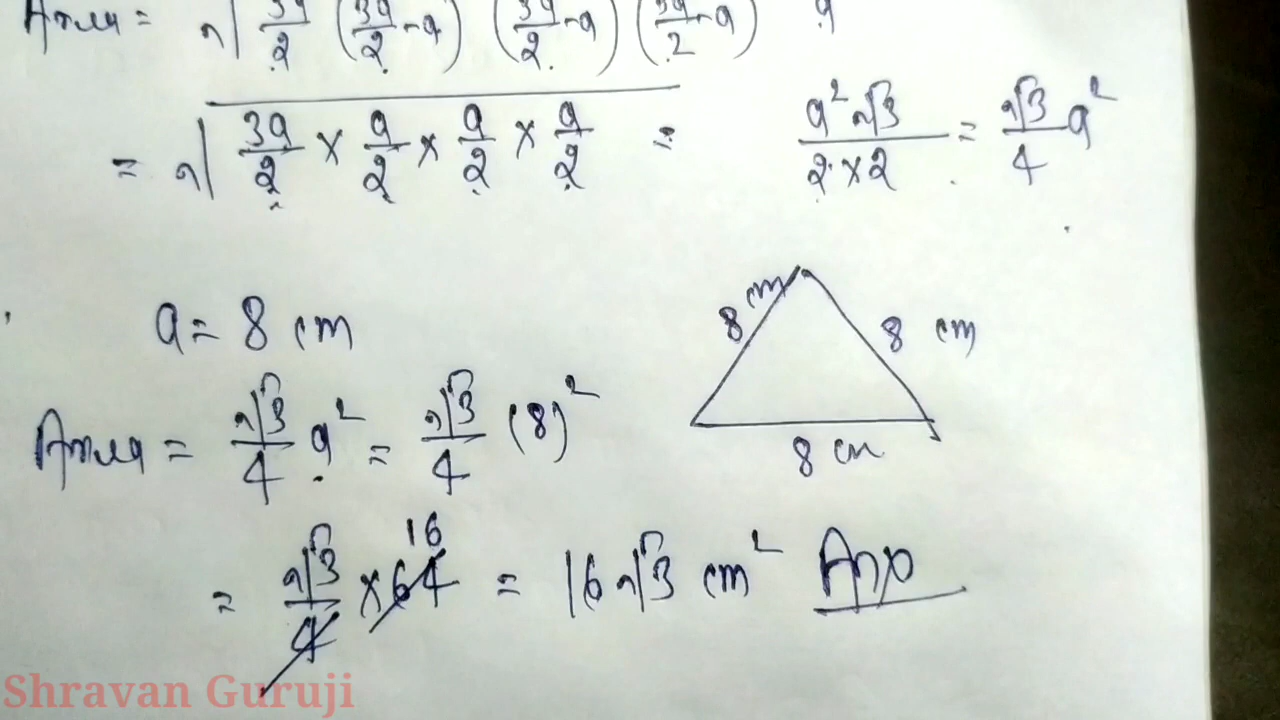 Area = √ 3a/2 (3a/2 - a) (3a/2 - a) (3a/2 - a)
= √ 3a/2 × a/2 × a/2 × a/2 = a²√3/2×2 = √3/4 a²
a = 8 cm
8 cm
8 cm
8 cm
Area = √3/4 a² = √3/4 (8)²
= √3/4 × 64 16 = 16√3 cm² Ans
Shravan Guruji